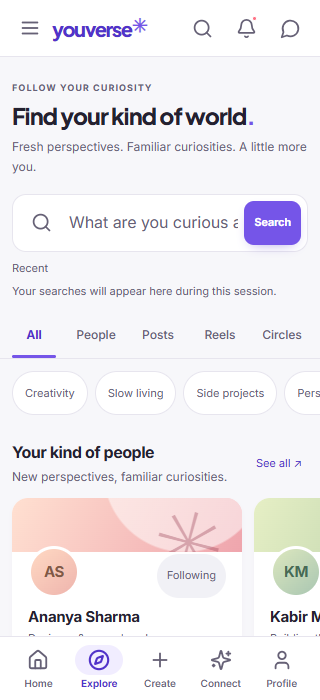 youverse
FOLLOW YOUR CURIOSITY
Find your kind of world.
Fresh perspectives. Familiar curiosities. A little more
you.
What are you curious a
Search
Recent
Your searches will appear here during this session.
All People Posts Reels Circles
Creativity Slow living Side projects Pers
Your kind of people
See all ↗
New perspectives, familiar curiosities.
AS Following KM
Ananya Sharma Kabir M
Home Explore Create Connect Profile